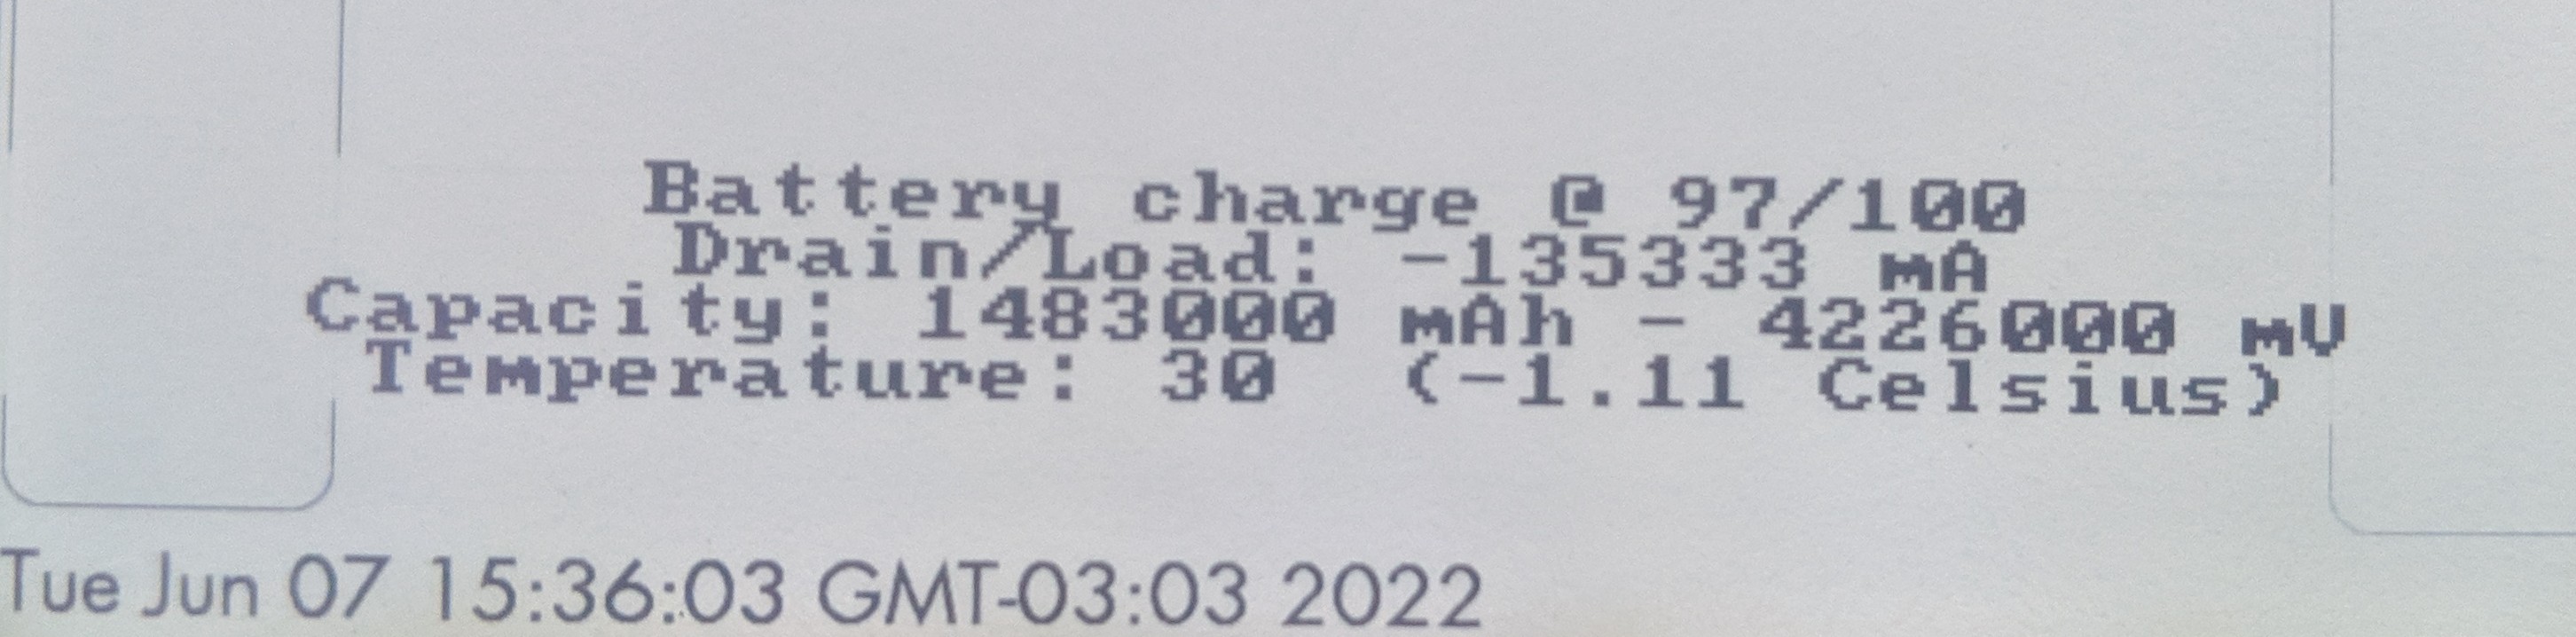 Battery charge @ 97/100
Drain/Load: -135333 mA
Capacity: 1483000 mAh - 4226000 mV
Temperature: 30 (-1.11 Celsius)
Tue Jun 07 15:36:03 GMT-03:03 2022